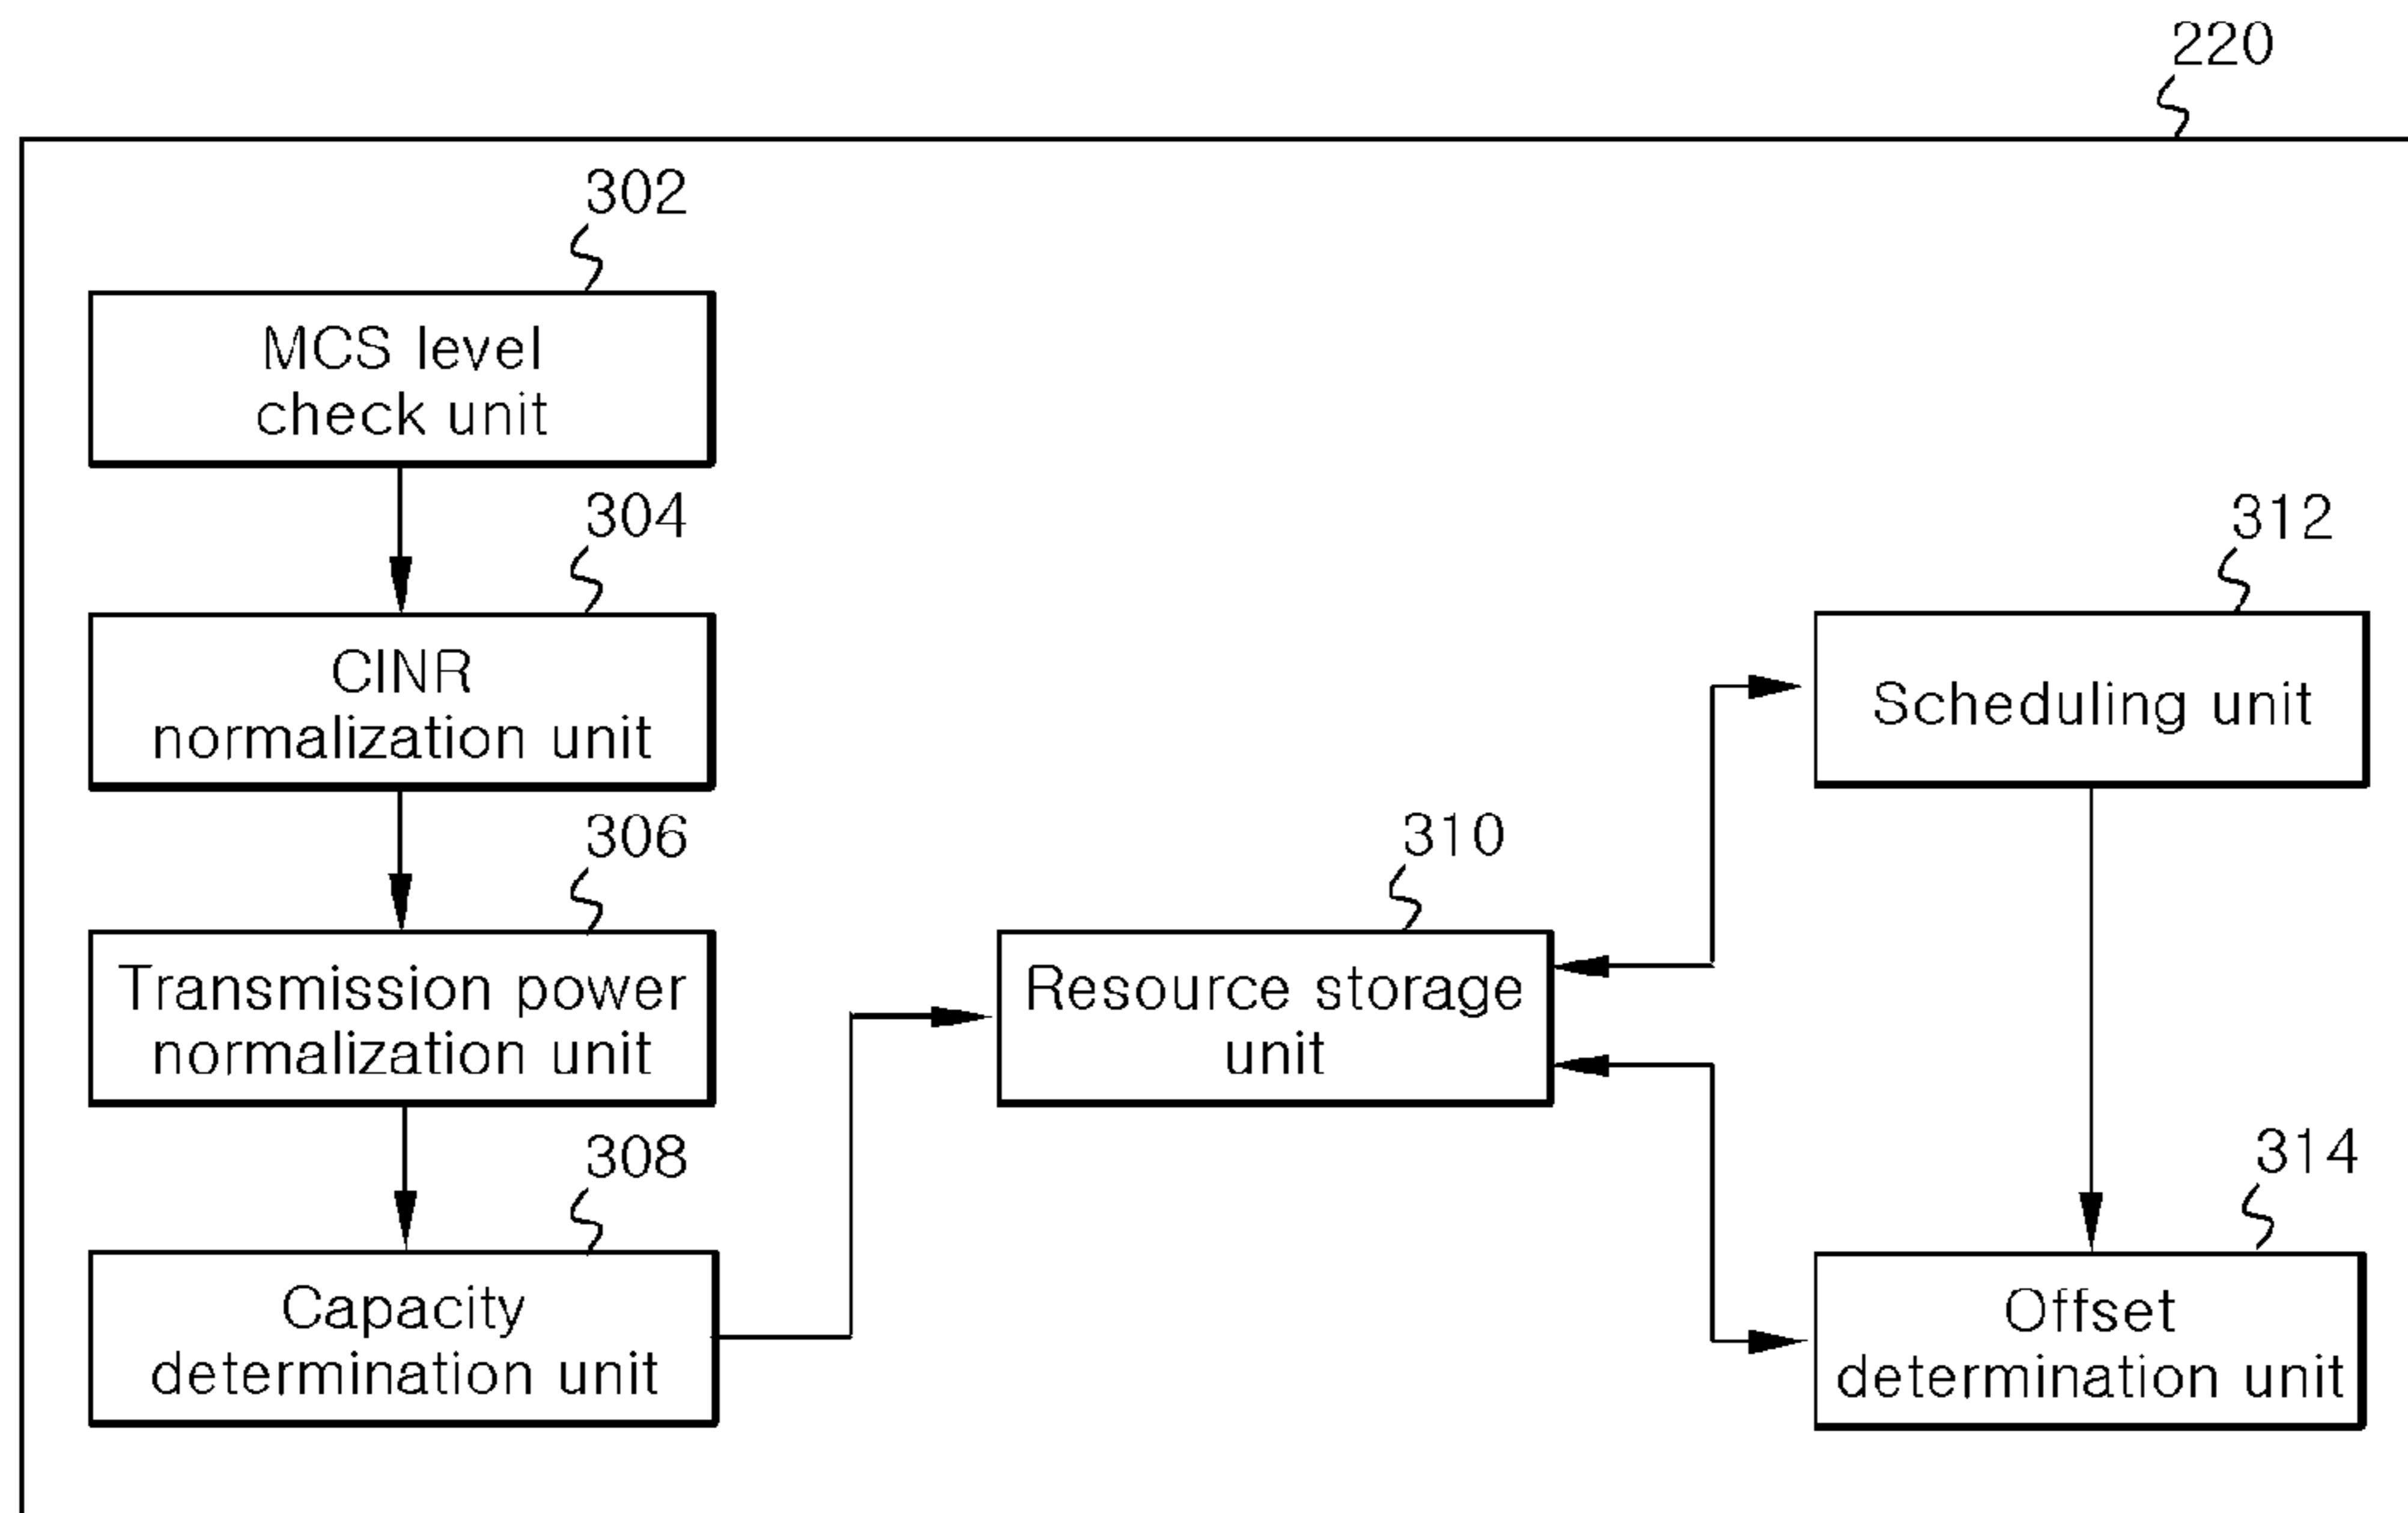 220
302
MCS level
check unit
304
CINR
normalization unit
306
Transmission power
normalization unit
308
Capacity
determination unit
310
Resource storage
unit
312
Scheduling unit
314
Offset
determination unit